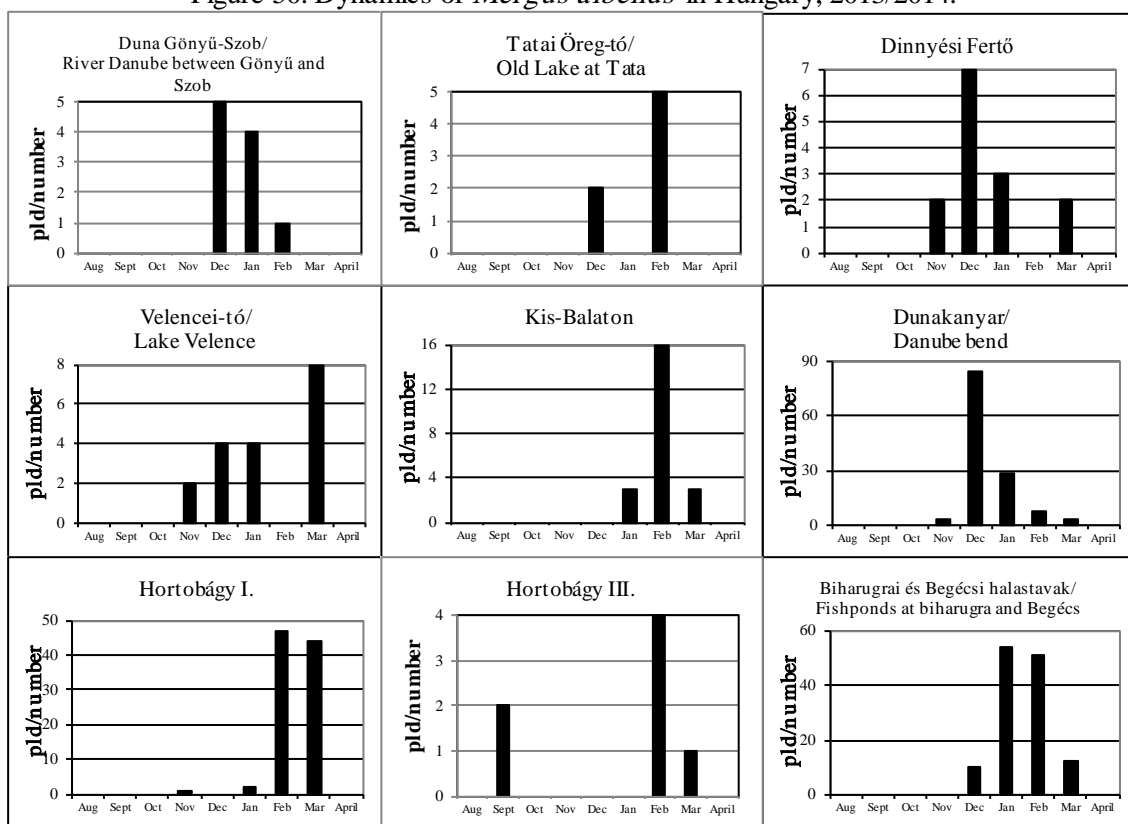 Figure 50. Dynamics of Mergus albellus in Hungary, 2013/2014.
Duna Gönyű-Szob/
River Danube between Gönyű and
Szob
pld/number
5
4
3
2
1
0
Aug Sept Oct Nov Dec Jan Feb Mar April
Tatai Öreg-tó/
Old Lake at Tata
pld/number
5
4
3
2
1
0
Aug Sept Oct Nov Dec Jan Feb Mar April
Dinnyési Fertő
pld/number
7
6
5
4
3
2
1
0
Aug Sept Oct Nov Dec Jan Feb Mar April
Velencei-tó/
Lake Velence
pld/number
8
6
4
2
0
Aug Sept Oct Nov Dec Jan Feb Mar April
Kis-Balaton
pld/number
16
12
8
4
0
Aug Sept Oct Nov Dec Jan Feb Mar April
Dunakanyar/
Danube bend
pld/number
90
60
30
0
Aug Sept Oct Nov Dec Jan Feb Mar April
Hortobágy I.
pld/number
50
40
30
20
10
0
Aug Sept Oct Nov Dec Jan Feb Mar April
Hortobágy III.
pld/number
4
3
2
1
0
Aug Sept Oct Nov Dec Jan Feb Mar April
Biharugrai és Begécsi halastavak/
Fishponds at biharugra and Begécs
pld/number
60
40
20
0
Aug Sept Oct Nov Dec Jan Feb Mar April